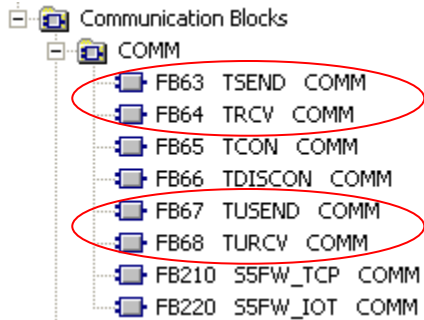 Communication Blocks
COMM
FB63 TSEND COMM
FB64 TRCV COMM
FB65 TCON COMM
FB66 TDISCON COMM
FB67 TUSEND COMM
FB68 TURCV COMM
FB210 S5FW_TCP COMM
FB220 S5FW_IOT COMM